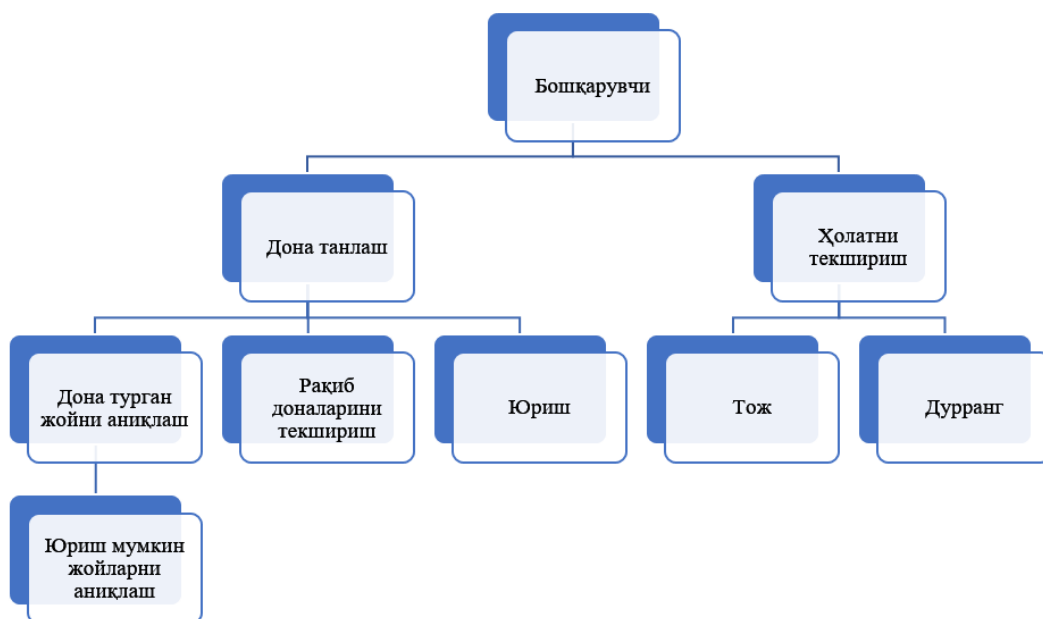 Бошқарувчи
Дона танлаш
Ҳолатни
текшириш
Дона турган
жойни аниқлаш
Рақиб
доналарини
текшириш
Юриш
Тож
Дурранг
Юриш мумкин
жойларни
аниқлаш